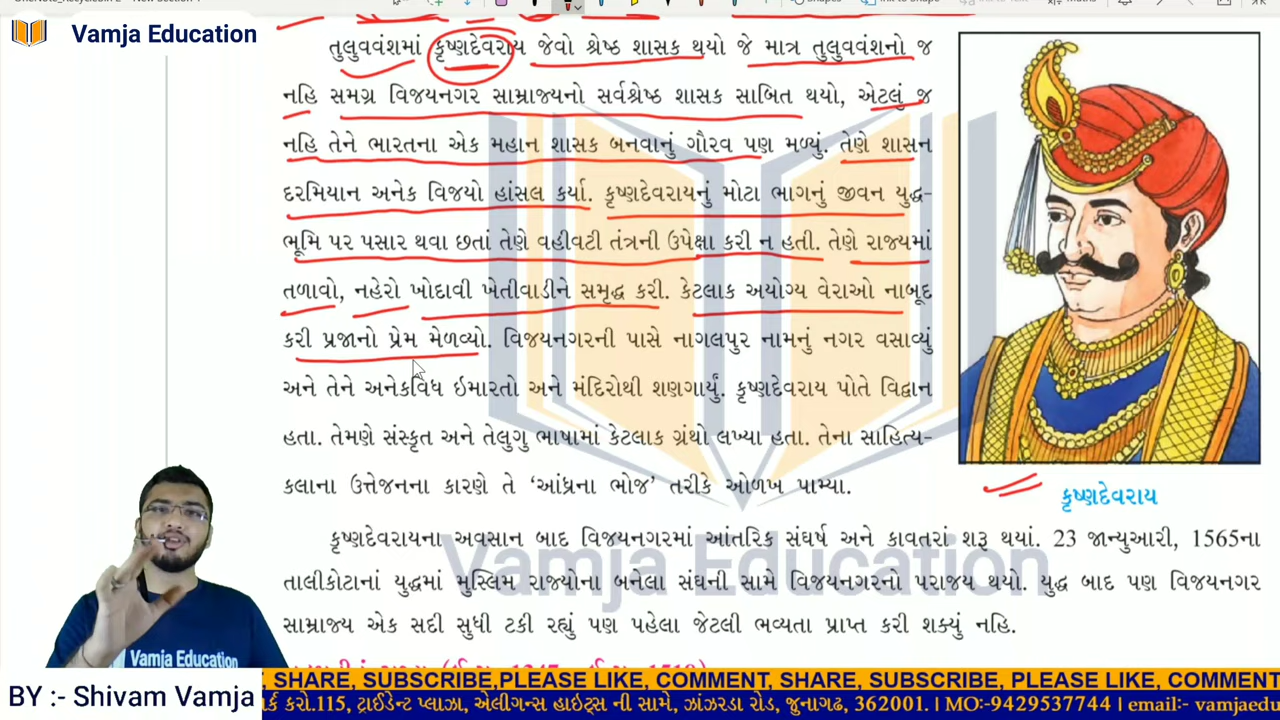 Vamja Education
તુલુવવંશમાં કૃષ્ણદેવરાય જેવો શ્રેષ્ઠ શાસક થયો જે માત્ર તુલુવવંશનો જ
નહિ સમગ્ર વિજયનગર સામ્રાજ્યનો સર્વશ્રેષ્ઠ શાસક સાબિત થયો, એટલું જ
નહિ તેને ભારતના એક મહાન શાસક બનવાનું ગૌરવ પણ મળ્યું. તેણે શાસન
દરમિયાન અનેક વિજયો હાંસલ કર્યા. કૃષ્ણદેવરાયનું મોટા ભાગનું જીવન યુદ્ધ-
ભૂમિ પર પસાર થવા છતાં તેણે વહીવટી તંત્રની ઉપેક્ષા કરી ન હતી. તેણે રાજ્યમાં
તળાવો, નહેરો ખોદાવી ખેતીવાડીને સમૃદ્ધ કરી. કેટલાક અયોગ્ય વેરાઓ નાબૂદ
કરી પ્રજાનો પ્રેમ મેળવ્યો. વિજયનગરની પાસે નાગલપુર નામનું નગર વસાવ્યું
અને તેને અનેકવિધ ઇમારતો અને મંદિરોથી શણગાર્યું. કૃષ્ણદેવરાય પોતે વિદ્વાન
હતા. તેમણે સંસ્કૃત અને તેલુગુ ભાષામાં કેટલાક ગ્રંથો લખ્યા હતા. તેના સાહિત્ય-
કલાના ઉત્તેજનના કારણે તે ‘આંધ્રના ભોજ’ તરીકે ઓળખ પામ્યા.
કૃષ્ણદેવરાય
કૃષ્ણદેવરાયના અવસાન બાદ વિજયનગરમાં આંતરિક સંઘર્ષ અને કાવતરાં શરૂ થયાં. 23 જાન્યુઆરી, 1565ના
Vamja Education
તાલીકોટાનાં યુદ્ધમાં મુસ્લિમ રાજ્યોના બનેલા સંઘની સામે વિજયનગરનો પરાજય થયો. યુદ્ધ બાદ પણ વિજયનગર
સામ્રાજ્ય એક સદી સુધી ટકી રહ્યું પણ પહેલા જેટલી ભવ્યતા પ્રાપ્ત કરી શક્યું નહિ.
Vamja Education
SHARE, SUBSCRIBE,PLEASE LIKE, COMMENT, SHARE, SUBSCRIBE, PLEASE LIKE, COMMENT
BY :- Shivam Vamja
ર્ક કરો.115, ટ્રાઈડેન્ટ પ્લાઝા, એલીગન્સ હાઇટ્સ ની સામે, ઝાંઝરડા રોડ, જુનાગઢ, 362001. | MO:-9429537744 | email:- vamjaedu